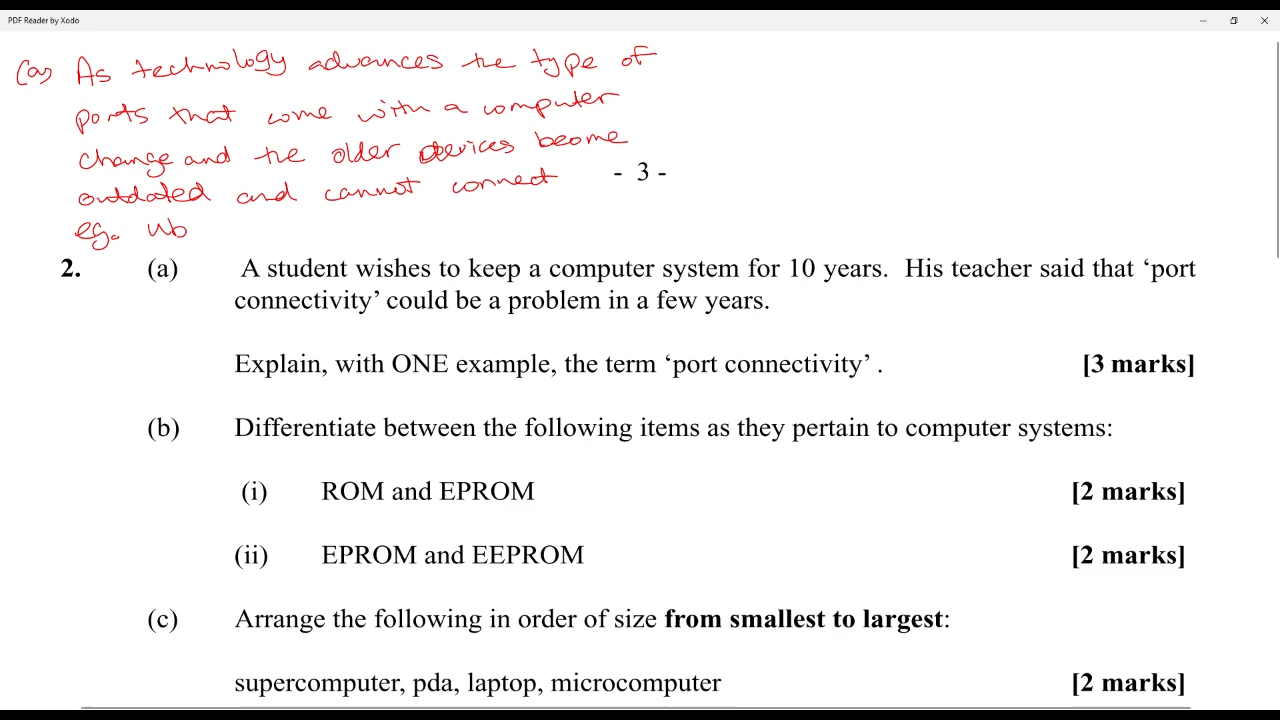 PDF Reader by Xodo
(a) As technology advances the type of
ports that come with a computer
change and the older devices beome
outdated and cannot connect
- 3 -
eg.
2. (a) A student wishes to keep a computer system for 10 years. His teacher said that ‘port
connectivity’ could be a problem in a few years.
Explain, with ONE example, the term ‘port connectivity’ . [3 marks]
(b) Differentiate between the following items as they pertain to computer systems:
(i) ROM and EPROM [2 marks]
(ii) EPROM and EEPROM [2 marks]
(c) Arrange the following in order of size from smallest to largest:
supercomputer, pda, laptop, microcomputer [2 marks]